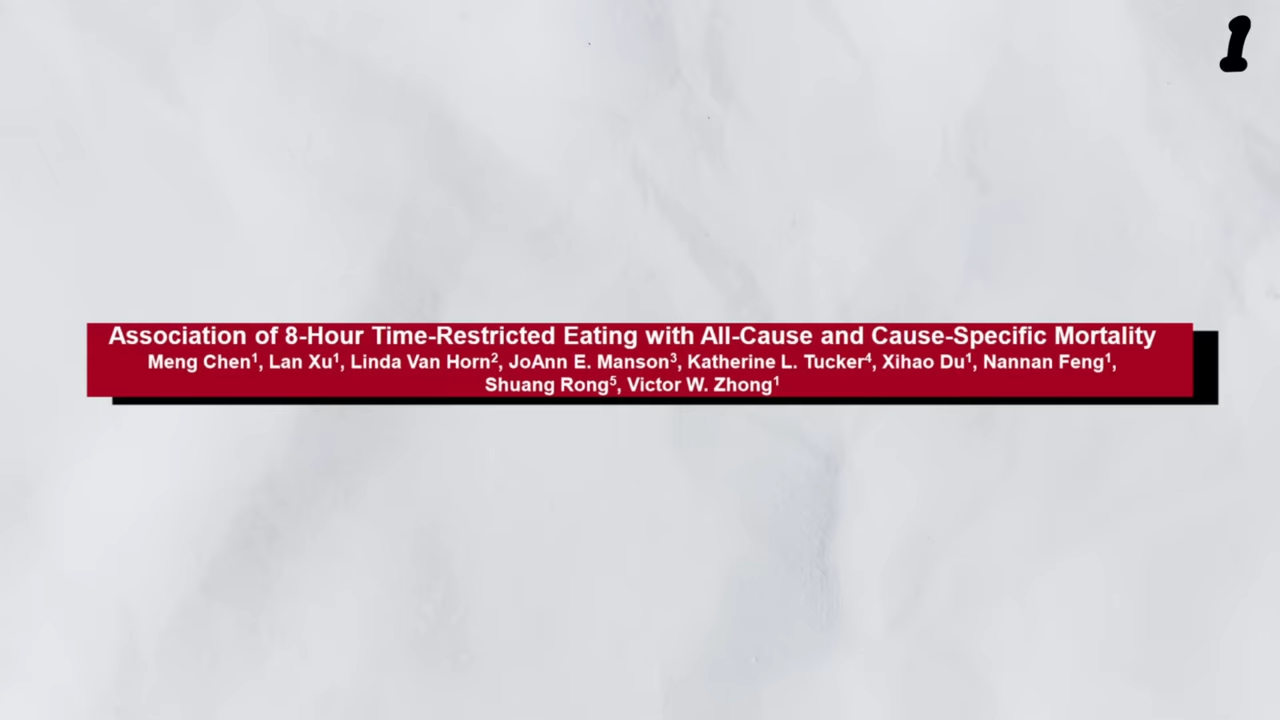 1
Association of 8-Hour Time-Restricted Eating with All-Cause and Cause-Specific Mortality
Meng Chen¹, Lan Xu¹, Linda Van Horn², JoAnn E. Manson³, Katherine L. Tucker⁴, Xihao Du¹, Nannan Feng¹,
Shuang Rong⁵, Victor W. Zhong¹